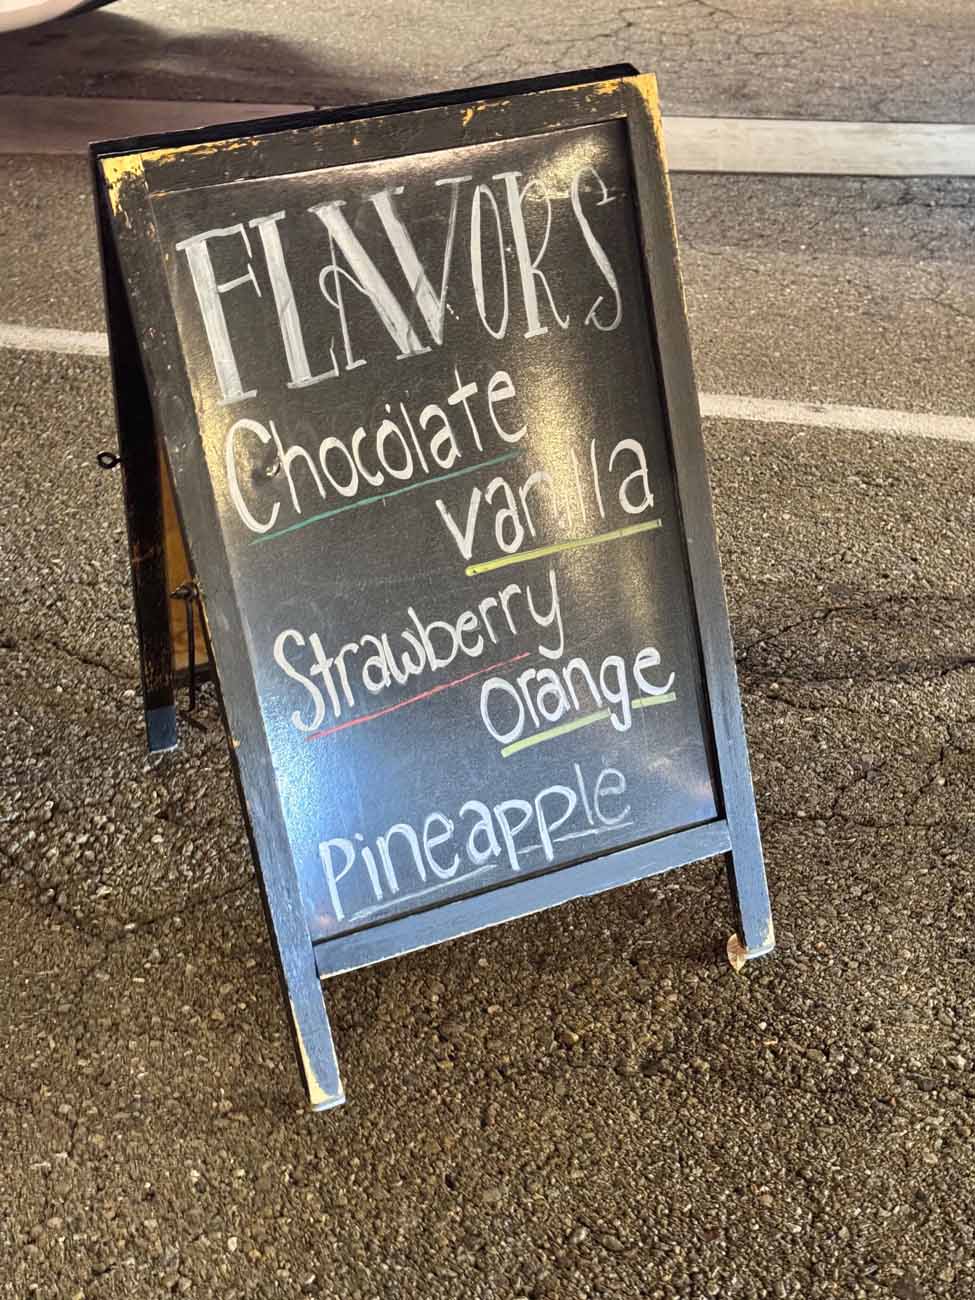 FLAVORS
Chocolate
vanilla
Strawberry
Orange
Pineapple